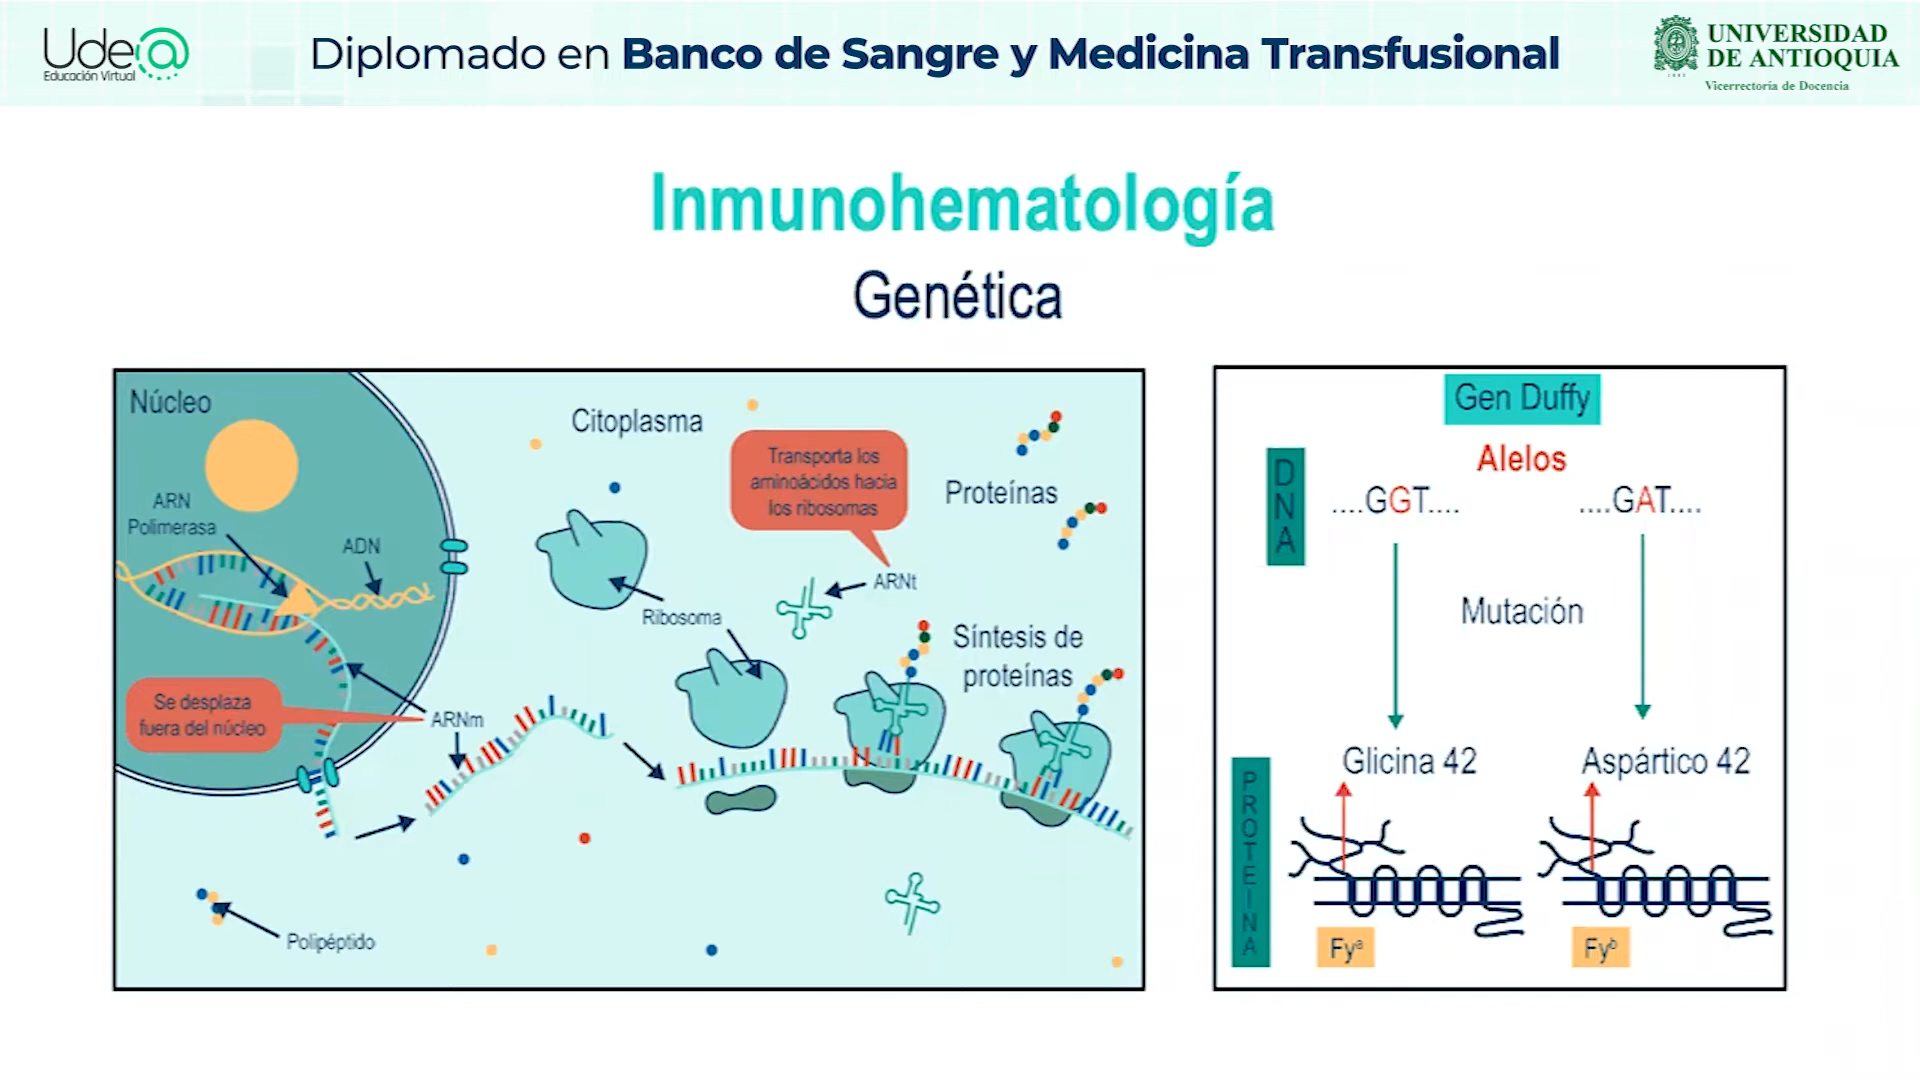 Ude@
Educación Virtual
Diplomado en Banco de Sangre y Medicina Transfusional
UNIVERSIDAD
DE ANTIOQUIA
1803
Vicerrectoría de Docencia
Inmunohematología
Genética
Núcleo
ARN
Polimerasa
ADN
Se desplaza
fuera del núcleo
ARNm
Polipéptido
Citoplasma
Ribosoma
Transporta los
aminoácidos hacia
los ribosomas
ARNt
Proteínas
Síntesis de
proteínas
Gen Duffy
Alelos
DNA
....GGT....
....GAT....
Mutación
Glicina 42
Aspártico 42
PROTEINA
Fyª
Fyᵇ